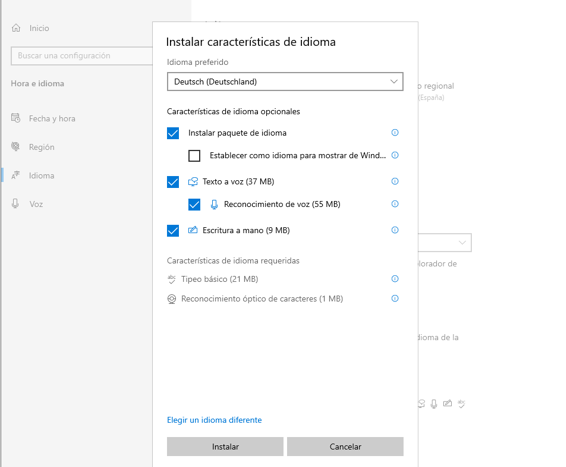 Inicio
Buscar una configuración
Hora e idioma
Fecha y hora
Región
Idioma
Voz
Instalar características de idioma
Idioma preferido
Deutsch (Deutschland)
Características de idioma opcionales
Instalar paquete de idioma
Establecer como idioma para mostrar de Wind...
Texto a voz (37 MB)
Reconocimiento de voz (55 MB)
Escritura a mano (9 MB)
Características de idioma requeridas
Tipeo básico (21 MB)
Reconocimiento óptico de caracteres (1 MB)
Elegir un idioma diferente
Instalar
Cancelar
regional
(España)
de
de la